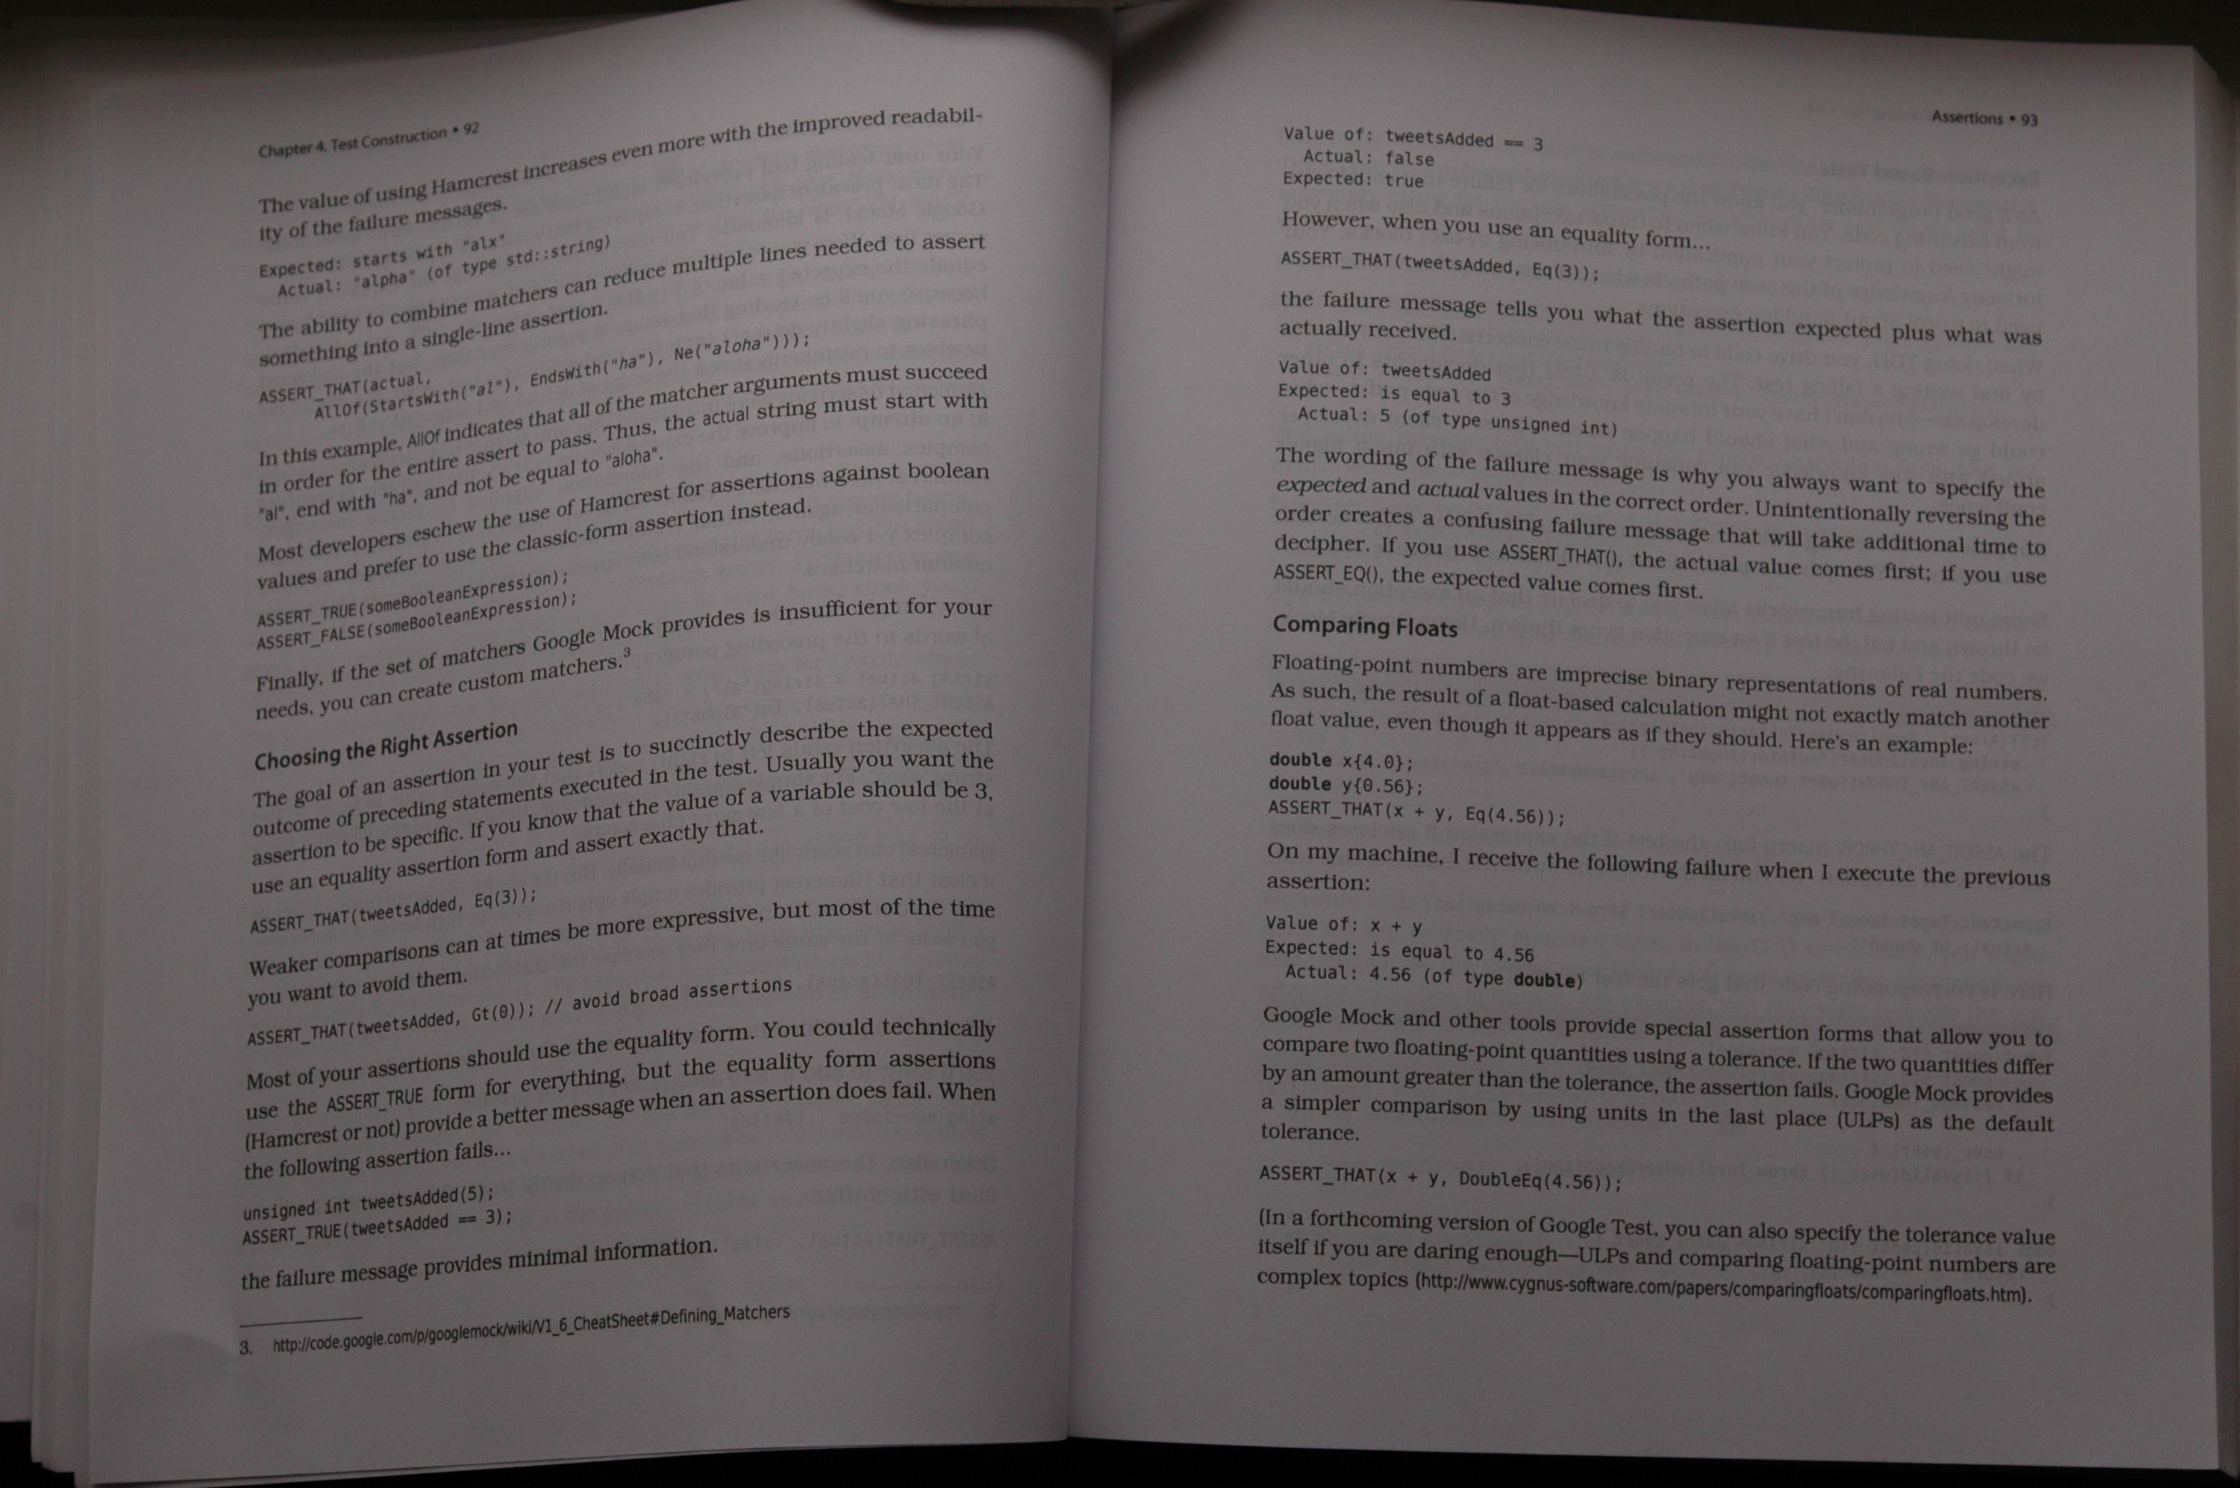 Chapter 4. Test Construction • 92
The value of using Hamcrest increases even more with the improved readabil-
ity of the failure messages.
Expected: starts with "alx"
Actual: "alpha" (of type std::string)
The ability to combine matchers can reduce multiple lines needed to assert
something into a single-line assertion.
ASSERT_THAT(actual,
AllOf(StartsWith("al"), EndsWith("ha"), Ne("aloha")));
In this example, AllOf indicates that all of the matcher arguments must succeed
in order for the entire assert to pass. Thus, the actual string must start with
"al", end with "ha", and not be equal to "aloha".
Most developers eschew the use of Hamcrest for assertions against boolean
values and prefer to use the classic-form assertion instead.
ASSERT_TRUE(someBooleanExpression);
ASSERT_FALSE(someBooleanExpression);
Finally, if the set of matchers Google Mock provides is insufficient for your
needs, you can create custom matchers.3
Choosing the Right Assertion
The goal of an assertion in your test is to succinctly describe the expected
outcome of preceding statements executed in the test. Usually you want the
assertion to be specific. If you know that the value of a variable should be 3,
use an equality assertion form and assert exactly that.
ASSERT_THAT(tweetsAdded, Eq(3));
Weaker comparisons can at times be more expressive, but most of the time
you want to avoid them.
ASSERT_THAT(tweetsAdded, Gt(0)); // avoid broad assertions
Most of your assertions should use the equality form. You could technically
use the ASSERT_TRUE form for everything, but the equality form assertions
(Hamcrest or not) provide a better message when an assertion does fail. When
the following assertion fails...
unsigned int tweetsAdded(5);
ASSERT_TRUE(tweetsAdded == 3);
the failure message provides minimal information.
3. http://code.google.com/p/googlemock/wiki/V1_6_CheatSheet#Defining_Matchers
Assertions • 93
Value of: tweetsAdded == 3
Actual: false
Expected: true
However, when you use an equality form...
ASSERT_THAT(tweetsAdded, Eq(3));
the failure message tells you what the assertion expected plus what was
actually received.
Value of: tweetsAdded
Expected: is equal to 3
Actual: 5 (of type unsigned int)
The wording of the failure message is why you always want to specify the
expected and actual values in the correct order. Unintentionally reversing the
order creates a confusing failure message that will take additional time to
decipher. If you use ASSERT_THAT(), the actual value comes first; if you use
ASSERT_EQ(), the expected value comes first.
Comparing Floats
Floating-point numbers are imprecise binary representations of real numbers.
As such, the result of a float-based calculation might not exactly match another
float value, even though it appears as if they should. Here's an example:
double x{4.0};
double y{0.56};
ASSERT_THAT(x + y, Eq(4.56));
On my machine, I receive the following failure when I execute the previous
assertion:
Value of: x + y
Expected: is equal to 4.56
Actual: 4.56 (of type double)
Google Mock and other tools provide special assertion forms that allow you to
compare two floating-point quantities using a tolerance. If the two quantities differ
by an amount greater than the tolerance, the assertion fails. Google Mock provides
a simpler comparison by using units in the last place (ULPs) as the default
tolerance.
ASSERT_THAT(x + y, DoubleEq(4.56));
(In a forthcoming version of Google Test, you can also specify the tolerance value
itself if you are daring enough—ULPs and comparing floating-point numbers are
complex topics (http://www.cygnus-software.com/papers/comparingfloats/comparingfloats.htm).